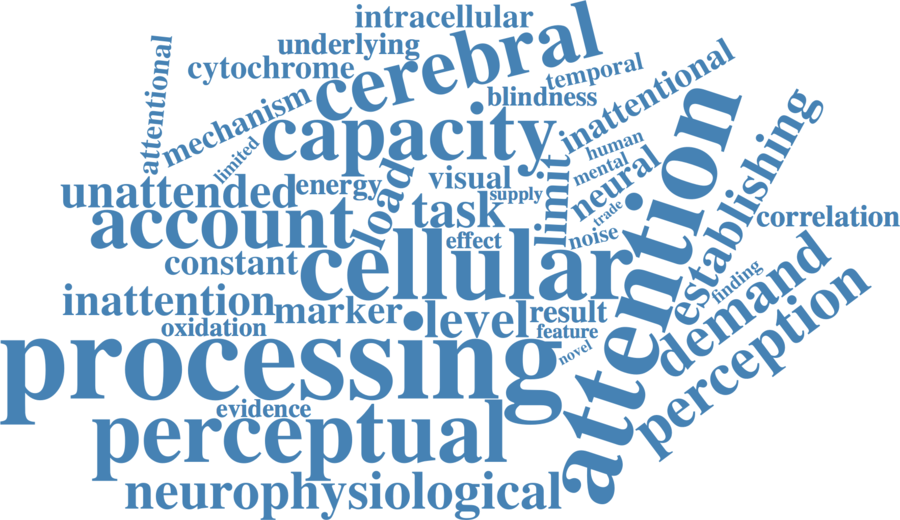 intracellular
underlying
cerebral
cytochrome
temporal
attentional
mechanism
blindness
inattentional
capacity
limited
human
mental
attention
establishing
unattended
energy
load
visual
supply
limit
neural
trade
account
task
noise
effect
correlation
constant
cellular
finding
demand
inattention
marker
level
result
perception
oxidation
feature
processing
novel
evidence
perceptual
neurophysiological